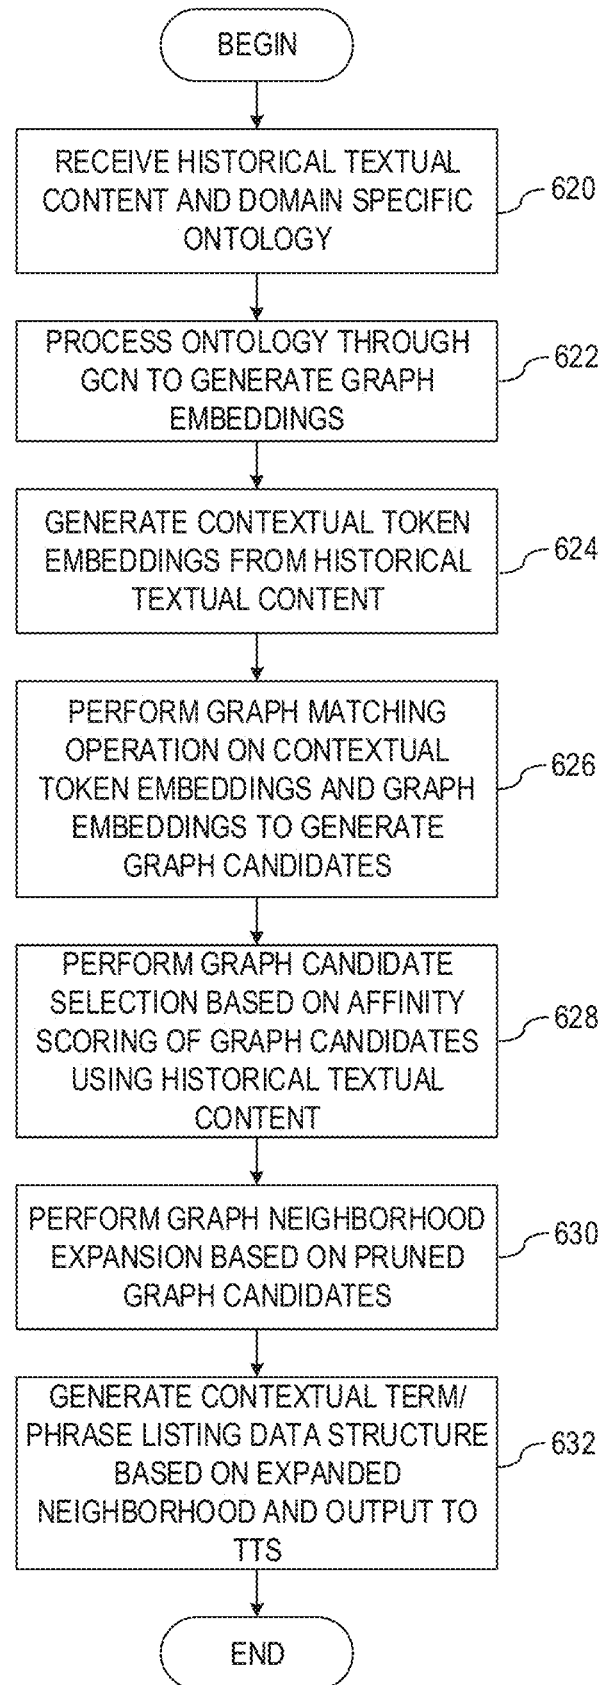 BEGIN
RECEIVE HISTORICAL TEXTUAL
CONTENT AND DOMAIN SPECIFIC
ONTOLOGY
620
PROCESS ONTOLOGY THROUGH
GCN TO GENERATE GRAPH
EMBEDDINGS
622
GENERATE CONTEXTUAL TOKEN
EMBEDDINGS FROM HISTORICAL
TEXTUAL CONTENT
624
PERFORM GRAPH MATCHING
OPERATION ON CONTEXTUAL
TOKEN EMBEDDINGS AND GRAPH
EMBEDDINGS TO GENERATE
GRAPH CANDIDATES
626
PERFORM GRAPH CANDIDATE
SELECTION BASED ON AFFINITY
SCORING OF GRAPH CANDIDATES
USING HISTORICAL TEXTUAL
CONTENT
628
PERFORM GRAPH NEIGHBORHOOD
EXPANSION BASED ON PRUNED
GRAPH CANDIDATES
630
GENERATE CONTEXTUAL TERM/
PHRASE LISTING DATA STRUCTURE
BASED ON EXPANDED
NEIGHBORHOOD AND OUTPUT TO
TTS
632
END